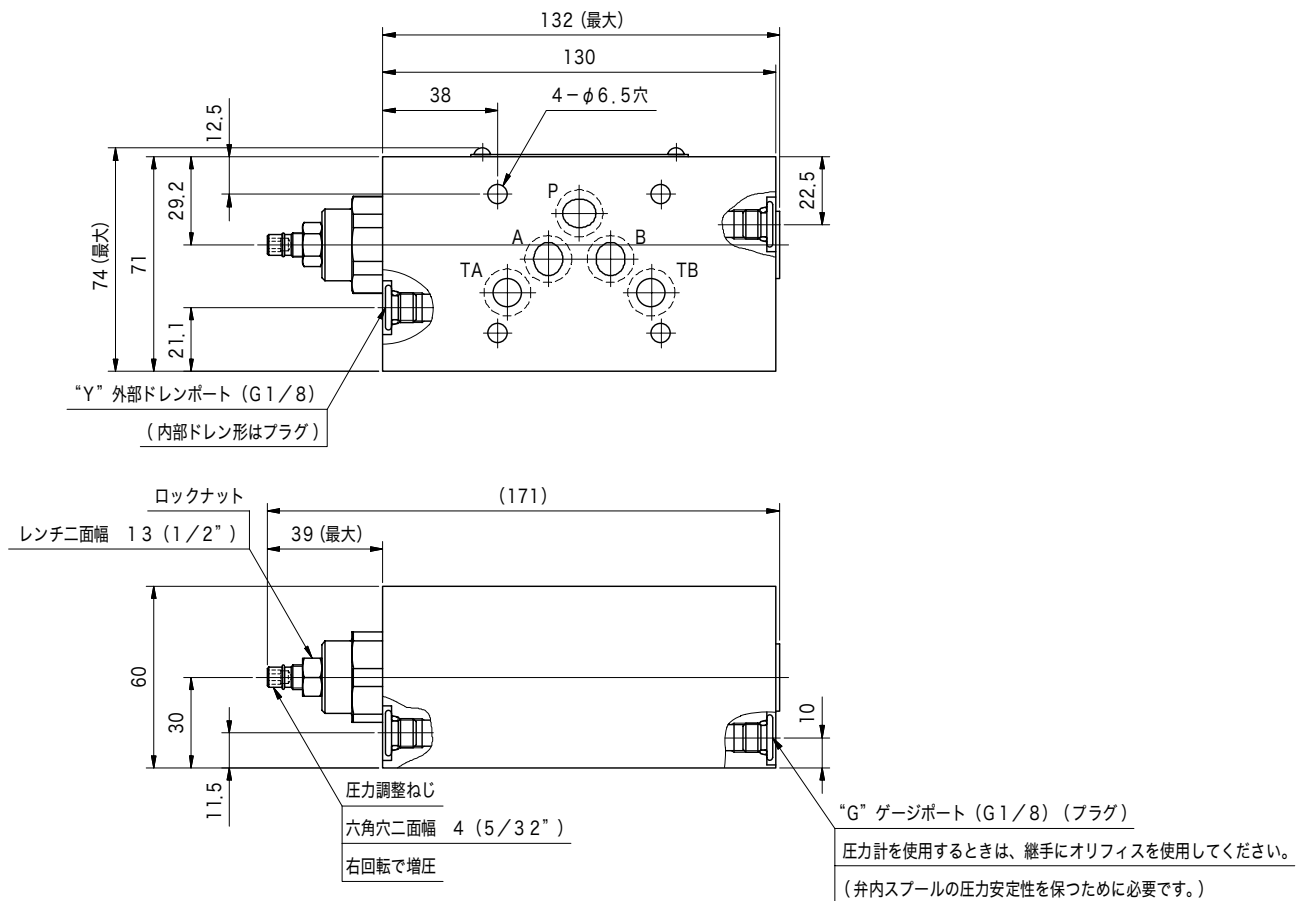 132 (最大)
130
38
4-φ6.5穴
12.5
29.2
74 (最大)
71
21.1
22.5
P
A
B
TA
TB
“Y” 外部ドレンポート (G1/8)
(内部ドレン形はプラグ)
ロックナット
レンチ二面幅 13 (1/2”)
(171)
39 (最大)
60
30
11.5
10
圧力調整ねじ
六角穴二面幅 4 (5/32”)
右回転で増圧
“G” ゲージポート (G1/8) (プラグ)
圧力計を使用するときは、継手にオリフィスを使用してください。
(弁内スプールの圧力安定性を保つために必要です。)